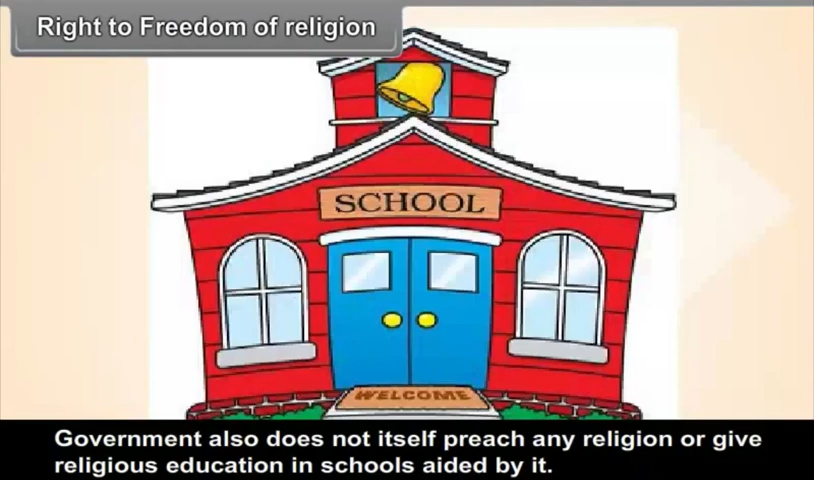 Right to Freedom of religion
SCHOOL
WELCOME
Government also does not itself preach any religion or give
religious education in schools aided by it.